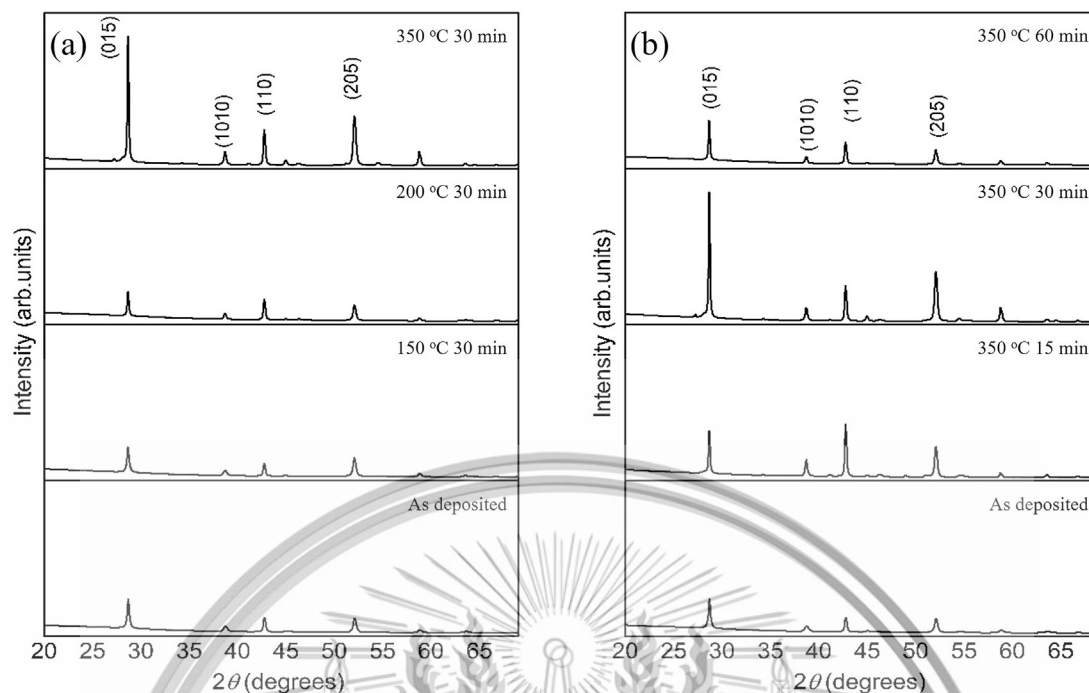 (a)
350 °C 30 min
(015)
(1010)
(110)
(205)
200 °C 30 min
150 °C 30 min
As deposited
Intensity (arb.units)
20 25 30 35 40 45 50 55 60 65
2θ (degrees)
(b)
350 °C 60 min
(015)
(1010)
(110)
(205)
350 °C 30 min
350 °C 15 min
As deposited
Intensity (arb.units)
20 25 30 35 40 45 50 55 60 65
2θ (degrees)